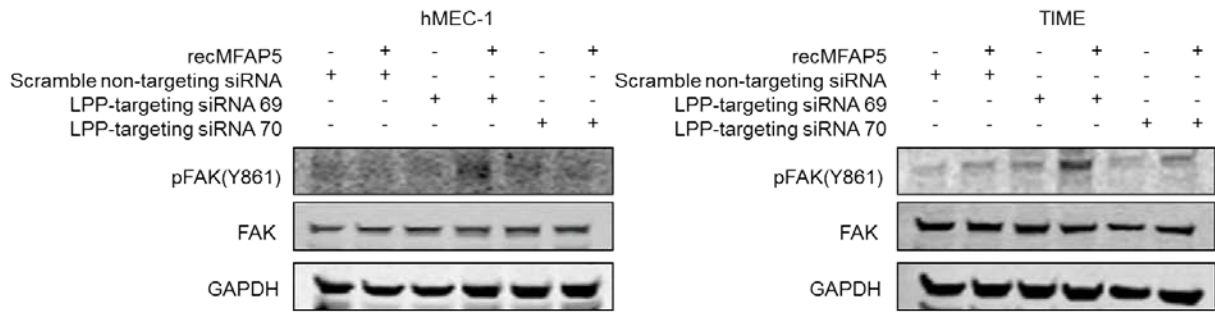 hMEC-1
recMFAP5 - + - + - +
Scramble non-targeting siRNA + + - - - -
LPP-targeting siRNA 69 - - + + - -
LPP-targeting siRNA 70 - - - - + +
pFAK(Y861)
FAK
GAPDH
TIME
recMFAP5 - + - + - +
Scramble non-targeting siRNA + + - - - -
LPP-targeting siRNA 69 - - + + - -
LPP-targeting siRNA 70 - - - - + +
pFAK(Y861)
FAK
GAPDH